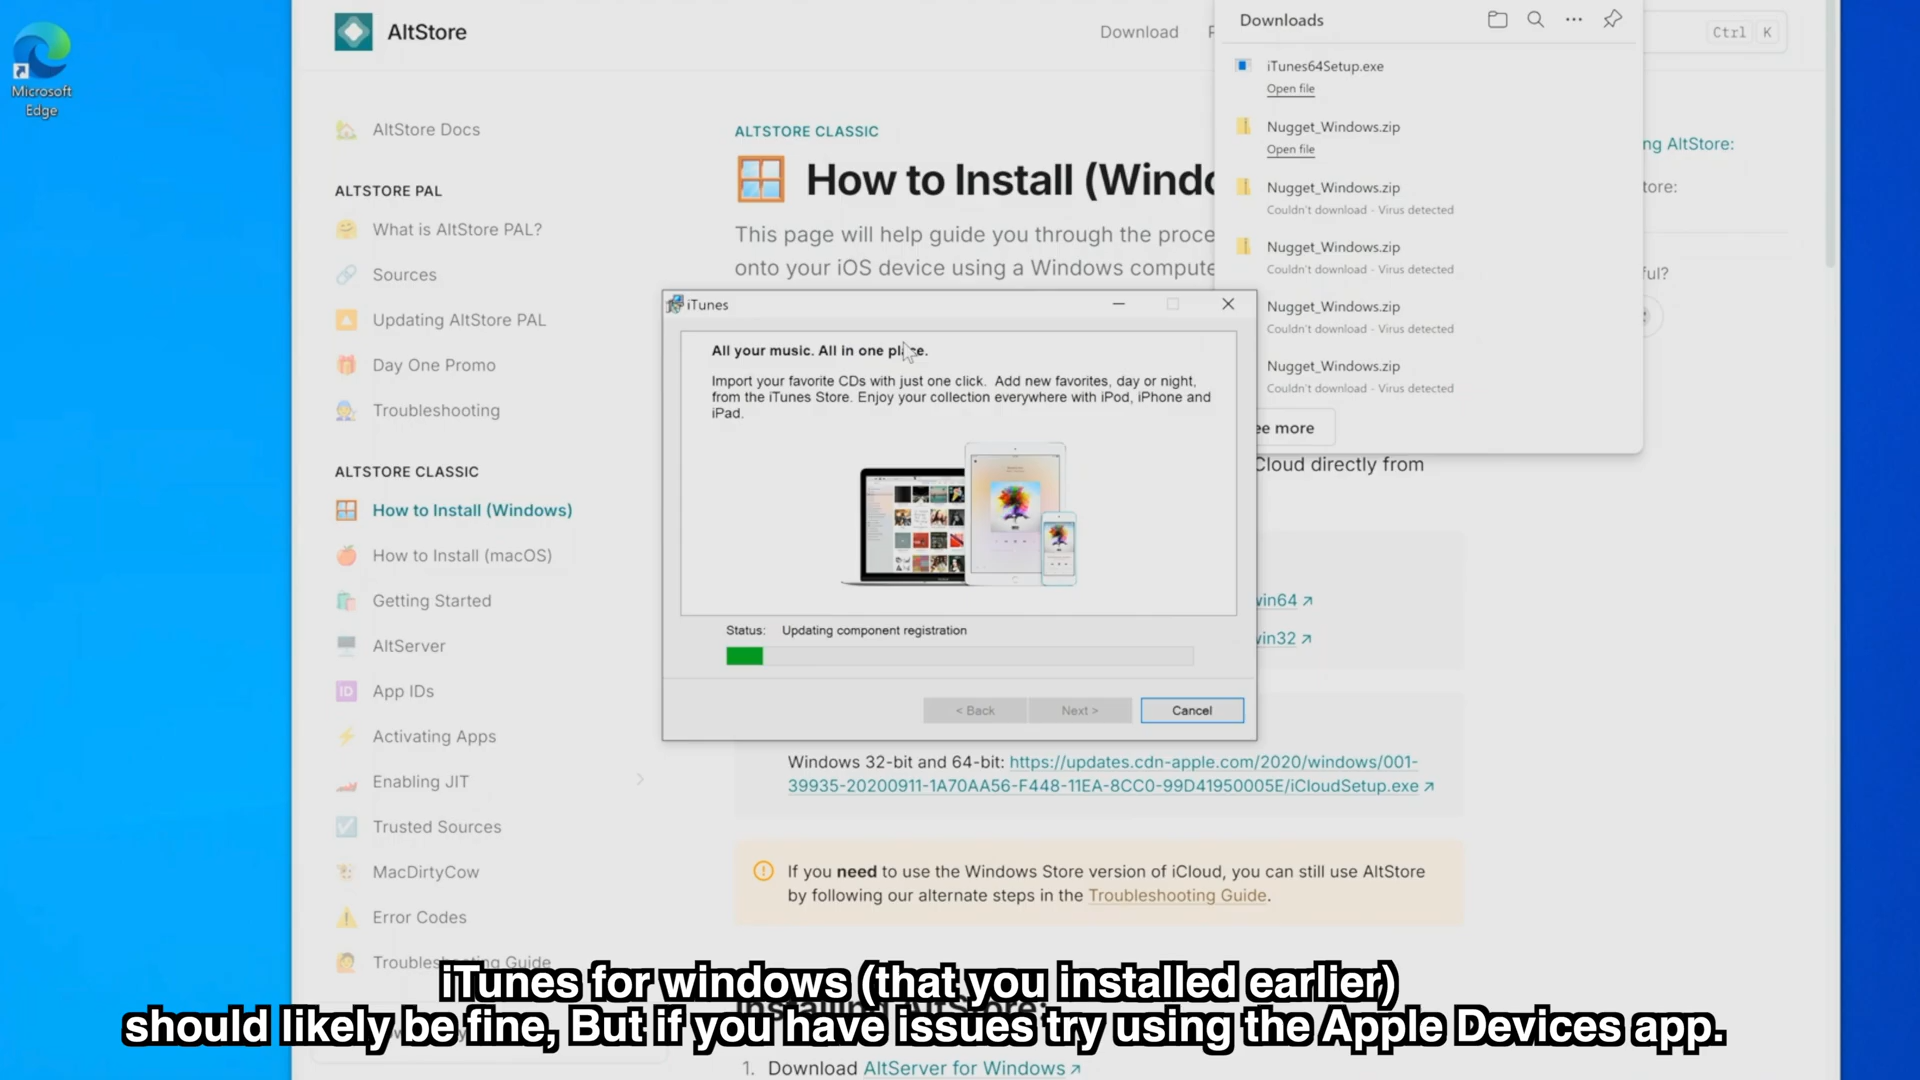 Microsoft
Edge
AltStore
Download
Downloads
Ctrl K
iTunes64Setup.exe
Open file
Nugget_Windows.zip
Open file
Nugget_Windows.zip
Couldn't download - Virus detected
Nugget_Windows.zip
Couldn't download - Virus detected
Nugget_Windows.zip
Couldn't download - Virus detected
Nugget_Windows.zip
Couldn't download - Virus detected
ee more
AltStore Docs
ALTSTORE PAL
What is AltStore PAL?
Sources
Updating AltStore PAL
Day One Promo
Troubleshooting
ALTSTORE CLASSIC
How to Install (Windows)
How to Install (macOS)
Getting Started
AltServer
App IDs
Activating Apps
Enabling JIT
Trusted Sources
MacDirtyCow
Error Codes
Troubleshooting Guide
ALTSTORE CLASSIC
How to Install (Windo
This page will help guide you through the proce
onto your iOS device using a Windows compute
ng AltStore:
tore:
ful?
Cloud directly from
win64
win32
iTunes
All your music. All in one place.
Import your favorite CDs with just one click. Add new favorites, day or night,
from the iTunes Store. Enjoy your collection everywhere with iPod, iPhone and
iPad.
Status: Updating component registration
< Back
Next >
Cancel
Windows 32-bit and 64-bit: https://updates.cdn-apple.com/2020/windows/001-
39935-20200911-1A70AA56-F448-11EA-8CC0-99D41950005E/iCloudSetup.exe
If you need to use the Windows Store version of iCloud, you can still use AltStore
by following our alternate steps in the Troubleshooting Guide.
Installing AltStore:
1. Download AltServer for Windows
iTunes for windows (that you installed earlier)
should likely be fine, But if you have issues try using the Apple Devices app.